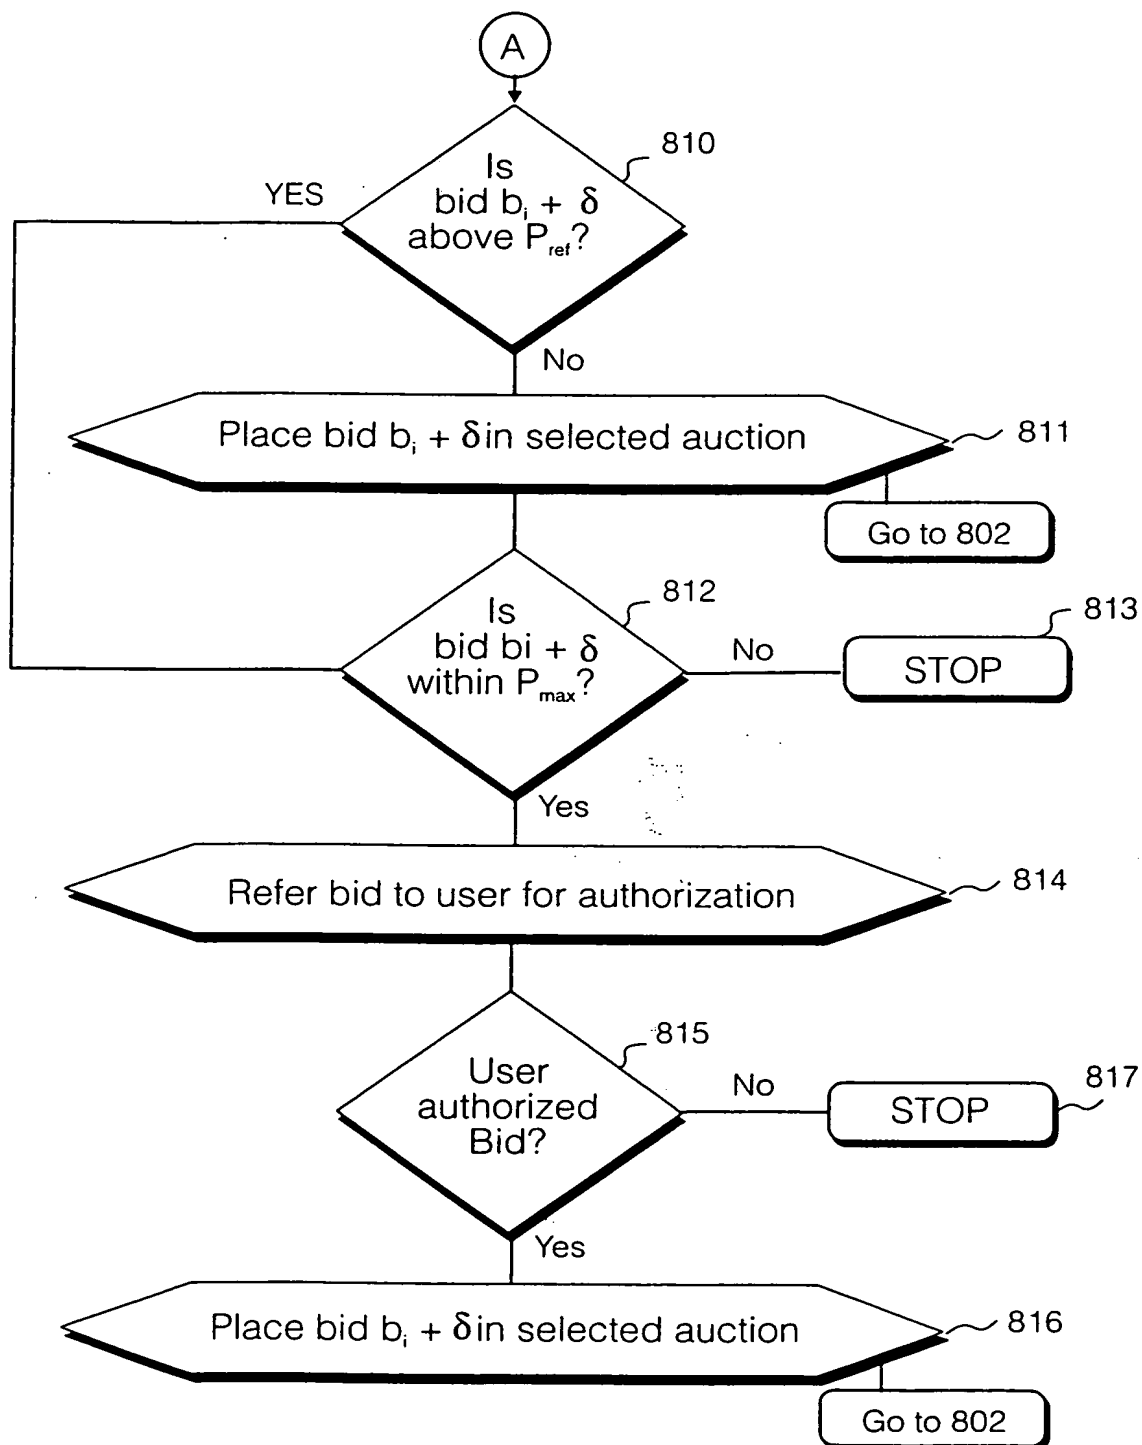 A
810
Is
bid bᵢ + δ
above P_ref?
YES
No
Place bid bᵢ + δ in selected auction
811
Go to 802
812
Is
bid bi + δ
within P_max?
No
813
STOP
Yes
Refer bid to user for authorization
814
815
User
authorized
Bid?
No
817
STOP
Yes
Place bid bᵢ + δ in selected auction
816
Go to 802